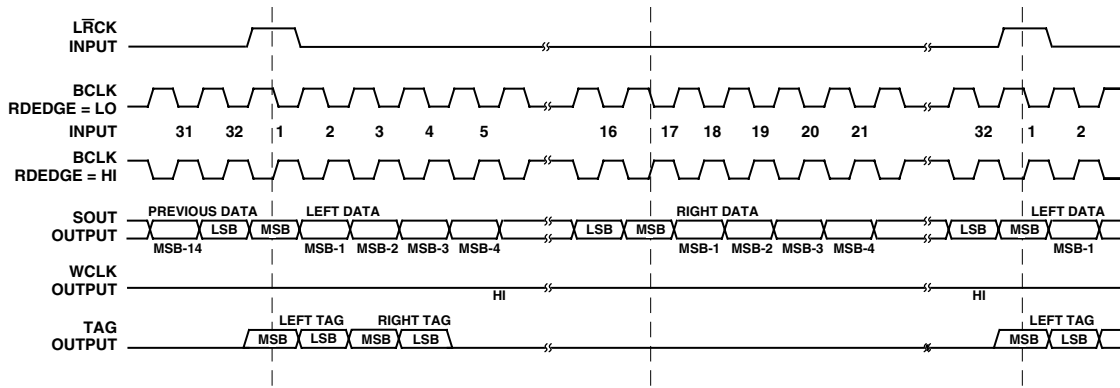 LRCK
INPUT
BCLK
RDEDGE = LO
INPUT 31 32 1 2 3 4 5 16 17 18 19 20 21 32 1 2
BCLK
RDEDGE = HI
SOUT PREVIOUS DATA LEFT DATA RIGHT DATA LEFT DATA
OUTPUT LSB MSB LSB MSB LSB MSB
MSB-14 MSB-1 MSB-2 MSB-3 MSB-4 MSB-1 MSB-2 MSB-3 MSB-4 MSB-1
WCLK
OUTPUT
HI HI
TAG LEFT TAG RIGHT TAG LEFT TAG
OUTPUT MSB LSB MSB LSB MSB LSB